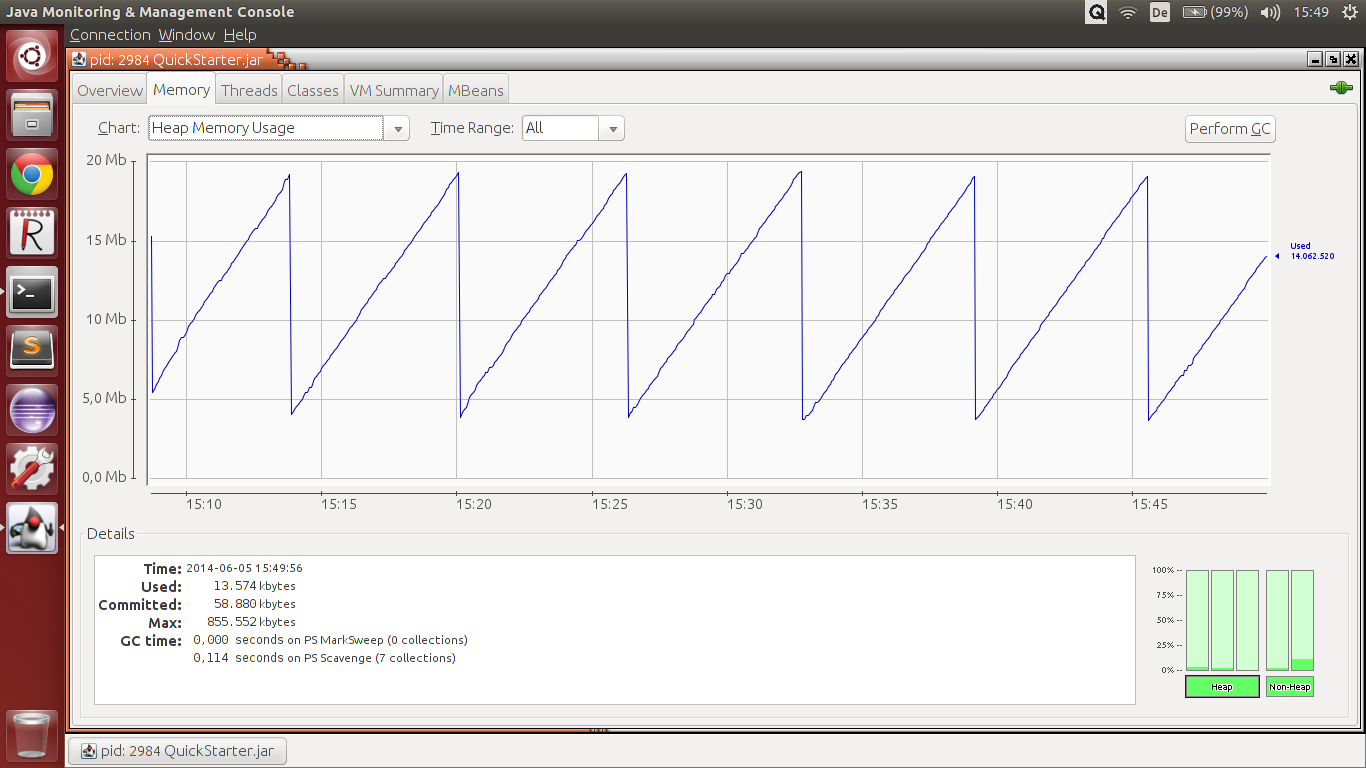 Java Monitoring & Management Console
De (99%) 15:49
Connection Window Help
pid: 2984 QuickStarter.jar
Overview Memory Threads Classes VM Summary MBeans
Chart: Heap Memory Usage Time Range: All Perform GC
20 Mb
15 Mb
10 Mb
5,0 Mb
0,0 Mb
Used
14.062.520
15:10 15:15 15:20 15:25 15:30 15:35 15:40 15:45
Details
Time: 2014-06-05 15:49:56
Used: 13.574 kbytes
Committed: 58.880 kbytes
Max: 855.552 kbytes
GC time: 0,000 seconds on PS MarkSweep (0 collections)
0,114 seconds on PS Scavenge (7 collections)
100% --
75% --
50% --
25% --
0% --
Heap Non-Heap
pid: 2984 QuickStarter.jar